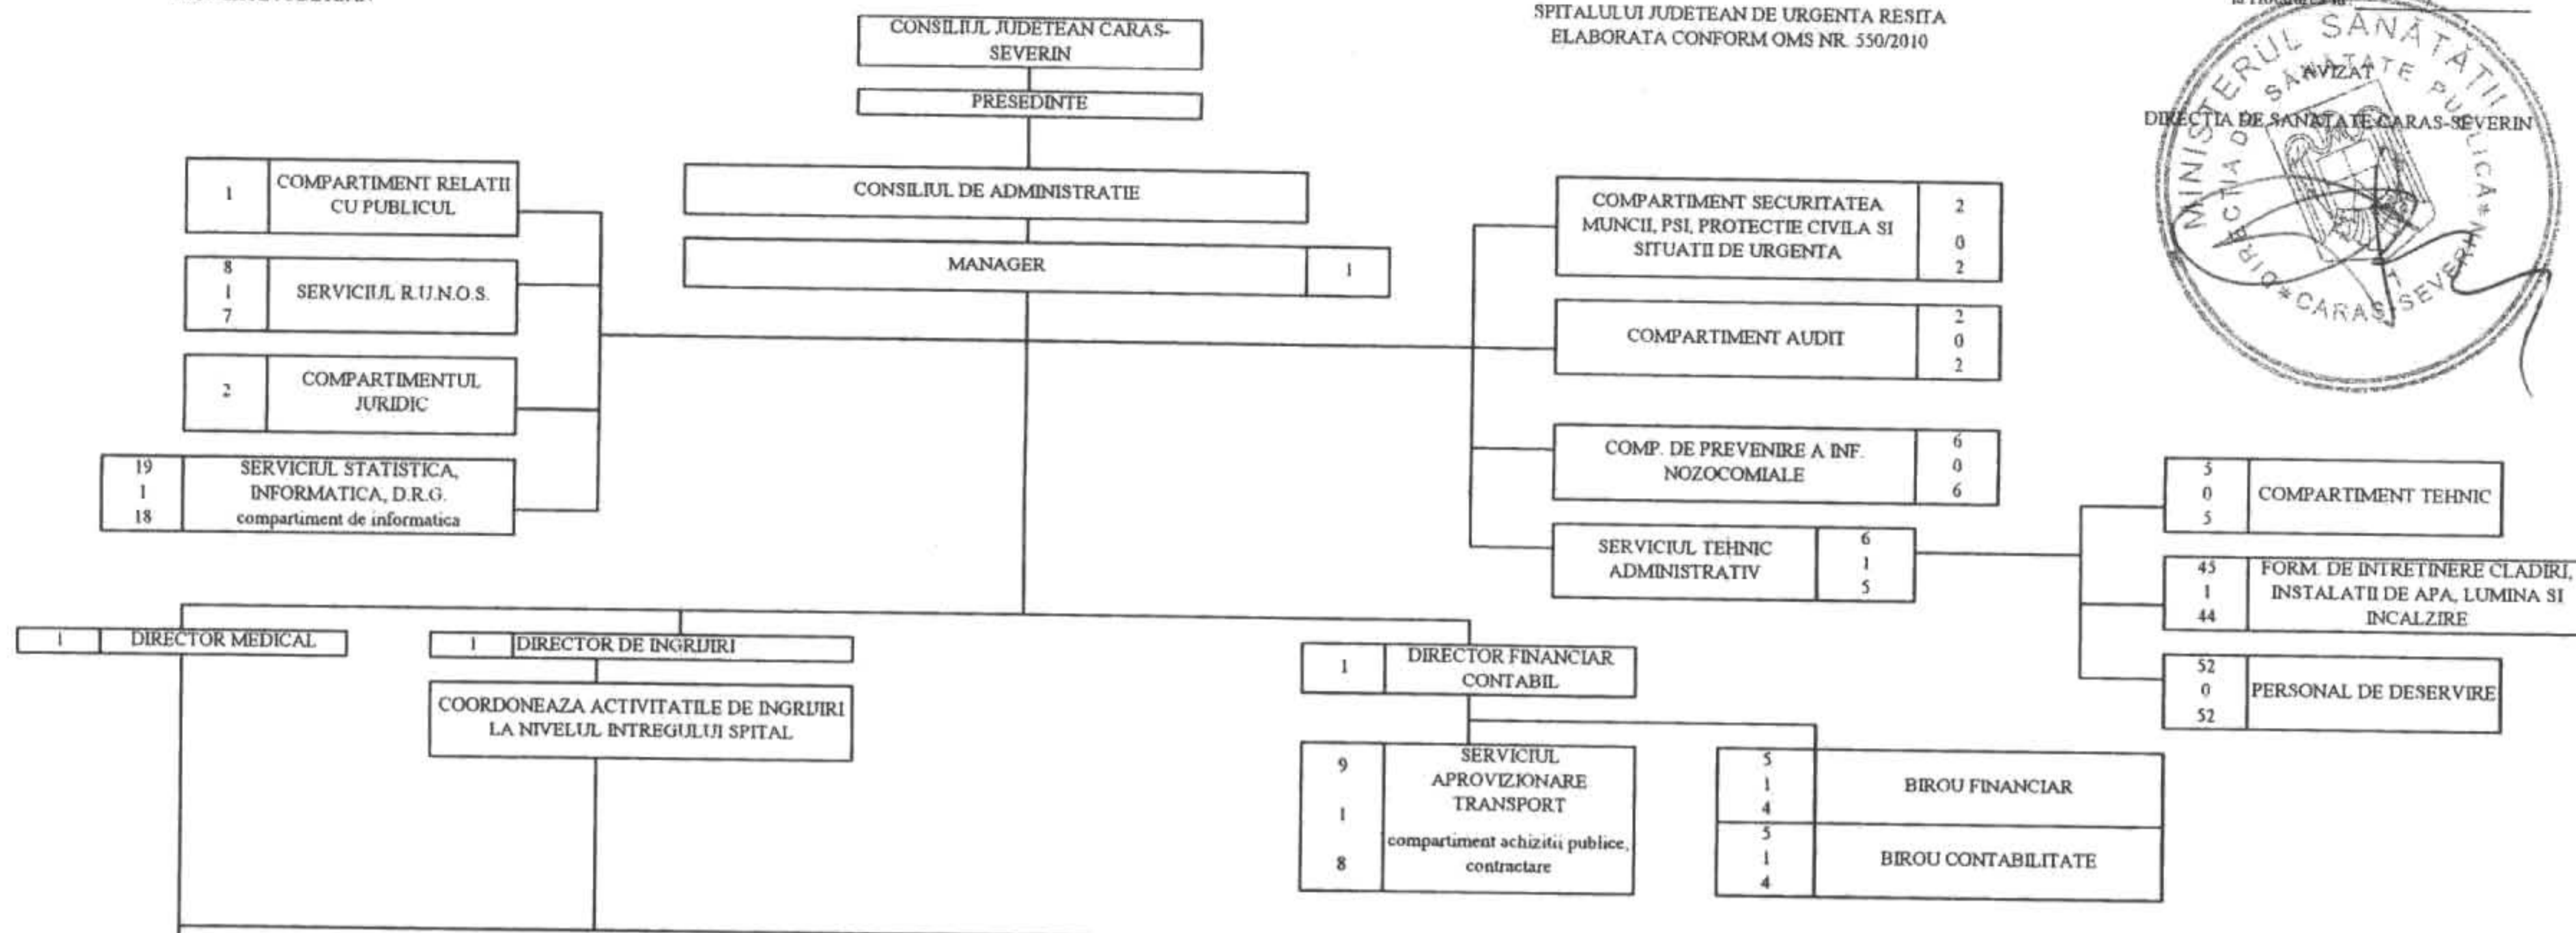 SPITALULUI JUDETEAN DE URGENTA RESITA
ELABORATA CONFORM OMS NR. 550/2010
AVIZAT
DIRECTIA DE SANATATE CARAS-SEVERIN
MINISTERUL SĂNĂTĂȚII
DIRECTIA DE SANATATE PUBLICĂ
*CARAS-SEVERIN*
CONSILIUL JUDETEAN CARAS-
SEVERIN
PRESEDINTE
CONSILIUL DE ADMINISTRATIE
MANAGER 1
1 COMPARTIMENT RELATII
CU PUBLICUL
8
1 SERVICIUL R.U.N.O.S.
7
2 COMPARTIMENTUL
JURIDIC
19 SERVICIUL STATISTICA,
1 INFORMATICA, D.R.G.
18 compartiment de informatica
COMPARTIMENT SECURITATEA 2
MUNCII, PSI, PROTECTIE CIVILA SI 0
SITUATII DE URGENTA 2
2
COMPARTIMENT AUDIT 0
2
6
COMP. DE PREVENIRE A INF. 0
NOZOCOMIALE 6
SERVICIUL TEHNIC 6
ADMINISTRATIV 1
5
5
0 COMPARTIMENT TEHNIC
5
45 FORM. DE INTRETINERE CLADIRI,
1 INSTALATII DE APA, LUMINA SI
44 INCALZIRE
52
0 PERSONAL DE DESERVIRE
52
1 DIRECTOR MEDICAL
1 DIRECTOR DE INGRIJIRI
COORDONEAZA ACTIVITATILE DE INGRIJIRI
LA NIVELUL INTREGULUI SPITAL
1 DIRECTOR FINANCIAR
CONTABIL
9 SERVICIUL
APROVIZIONARE
1 TRANSPORT
compartiment achizitii publice,
8 contractare
5
1 BIROU FINANCIAR
4
5
1 BIROU CONTABILITATE
4